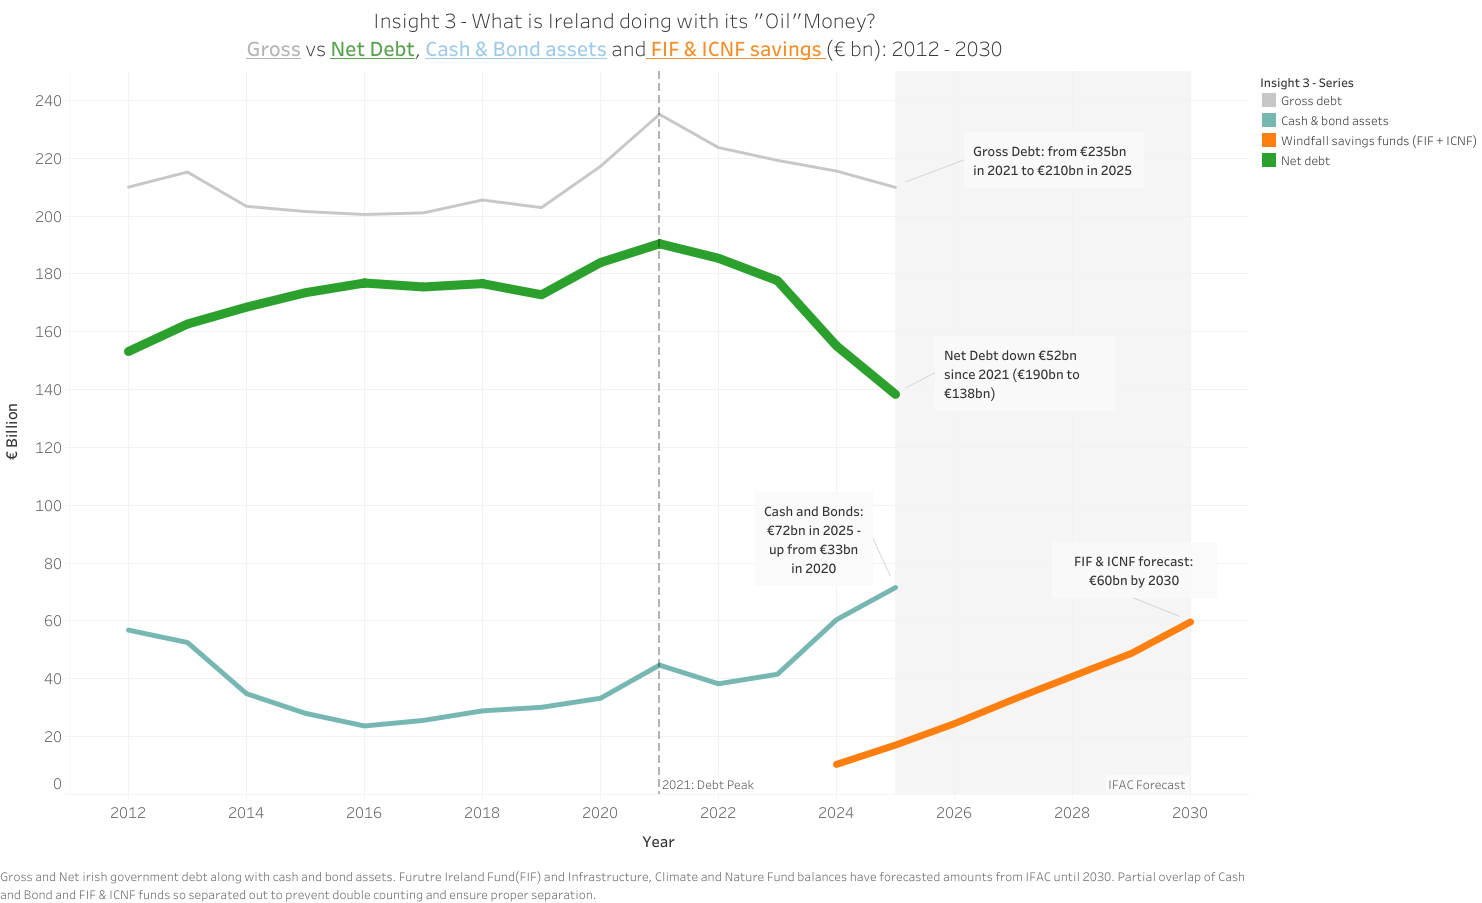 Insight 3 - What is Ireland doing with its "Oil"Money?
Gross vs Net Debt, Cash & Bond assets and FIF & ICNF savings (€ bn): 2012 - 2030
Insight 3 - Series
Gross debt
Cash & bond assets
Windfall savings funds (FIF + ICNF)
Net debt
€ Billion
240
220
200
180
160
140
120
100
80
60
40
20
0
Gross Debt: from €235bn
in 2021 to €210bn in 2025
Net Debt down €52bn
since 2021 (€190bn to
€138bn)
Cash and Bonds:
€72bn in 2025 -
up from €33bn
in 2020
FIF & ICNF forecast:
€60bn by 2030
2021: Debt Peak
IFAC Forecast
2012
2014
2016
2018
2020
2022
2024
2026
2028
2030
Year
Gross and Net irish government debt along with cash and bond assets. Furutre Ireland Fund(FIF) and Infrastructure, Climate and Nature Fund balances have forecasted amounts from IFAC until 2030. Partial overlap of Cash
and Bond and FIF & ICNF funds so separated out to prevent double counting and ensure proper separation.